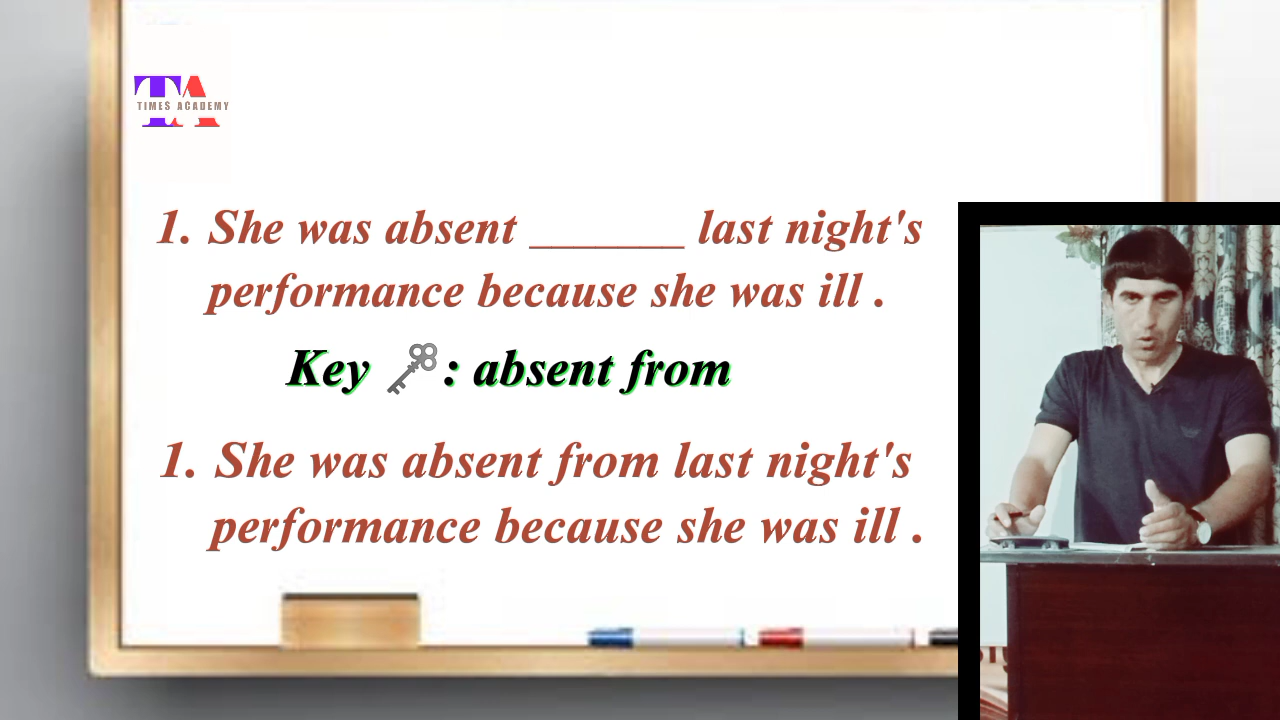 TA
TIMES ACADEMY
1. She was absent _______ last night's
performance because she was ill .
Key : absent from
1. She was absent from last night's
performance because she was ill .